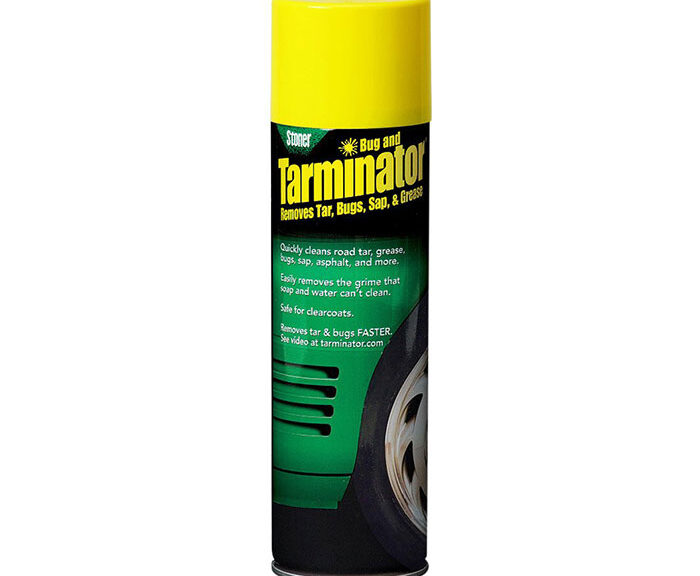 Stoner
Bug and
Tarminator
Removes Tar, Bugs, Sap, & Grease
Quickly cleans road tar, grease,
bugs, sap, asphalt, and more.
Easily removes the grime that
soap and water can't clean.
Safe for clearcoats.
Removes tar & bugs FASTER.
See video at tarminator.com